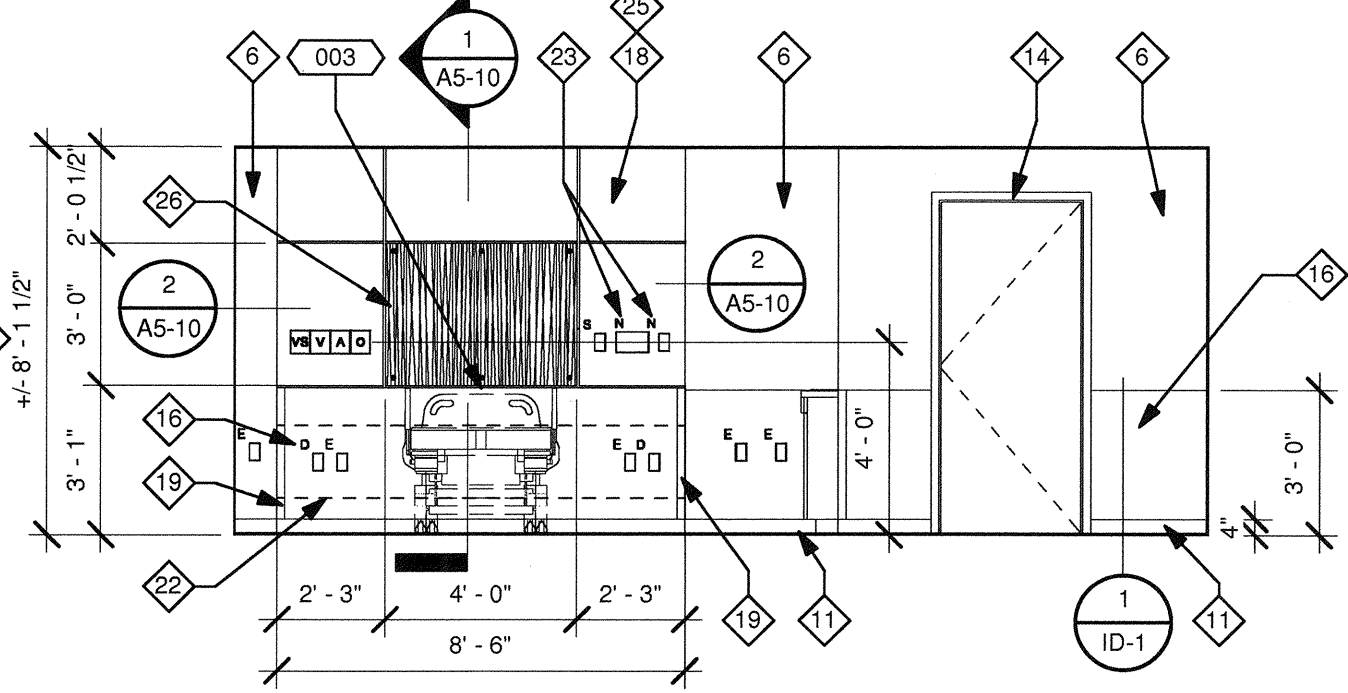 25
6
003
1
A5-10
23
18
6
14
6
26
2
A5-10
2
A5-10
16
2' - 0 1/2"
3' - 0"
3' - 1"
+/- 8' - 1 1/2"
VS V A O
S N N
16
E D E
E D
E E
19
22
4' - 0"
3' - 0"
4"
2' - 3" 4' - 0" 2' - 3"
8' - 6"
19
11
1
ID-1
11